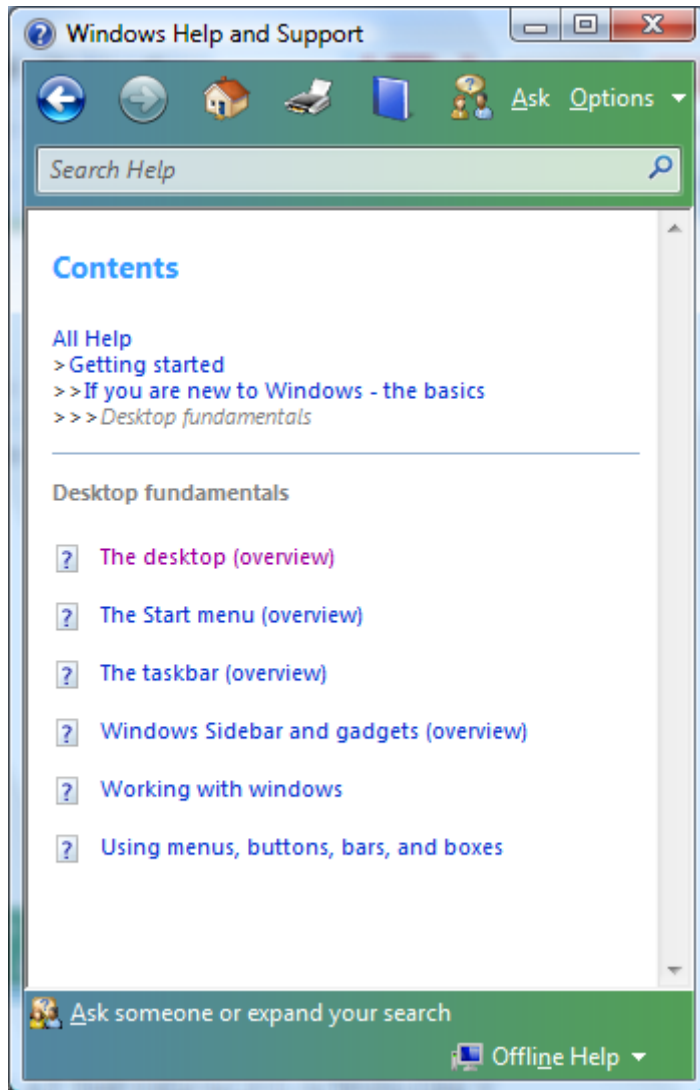 Windows Help and Support
Ask Options
Search Help
Contents
All Help
>Getting started
>>If you are new to Windows - the basics
>>>Desktop fundamentals
Desktop fundamentals
? The desktop (overview)
? The Start menu (overview)
? The taskbar (overview)
? Windows Sidebar and gadgets (overview)
? Working with windows
? Using menus, buttons, bars, and boxes
Ask someone or expand your search
Offline Help